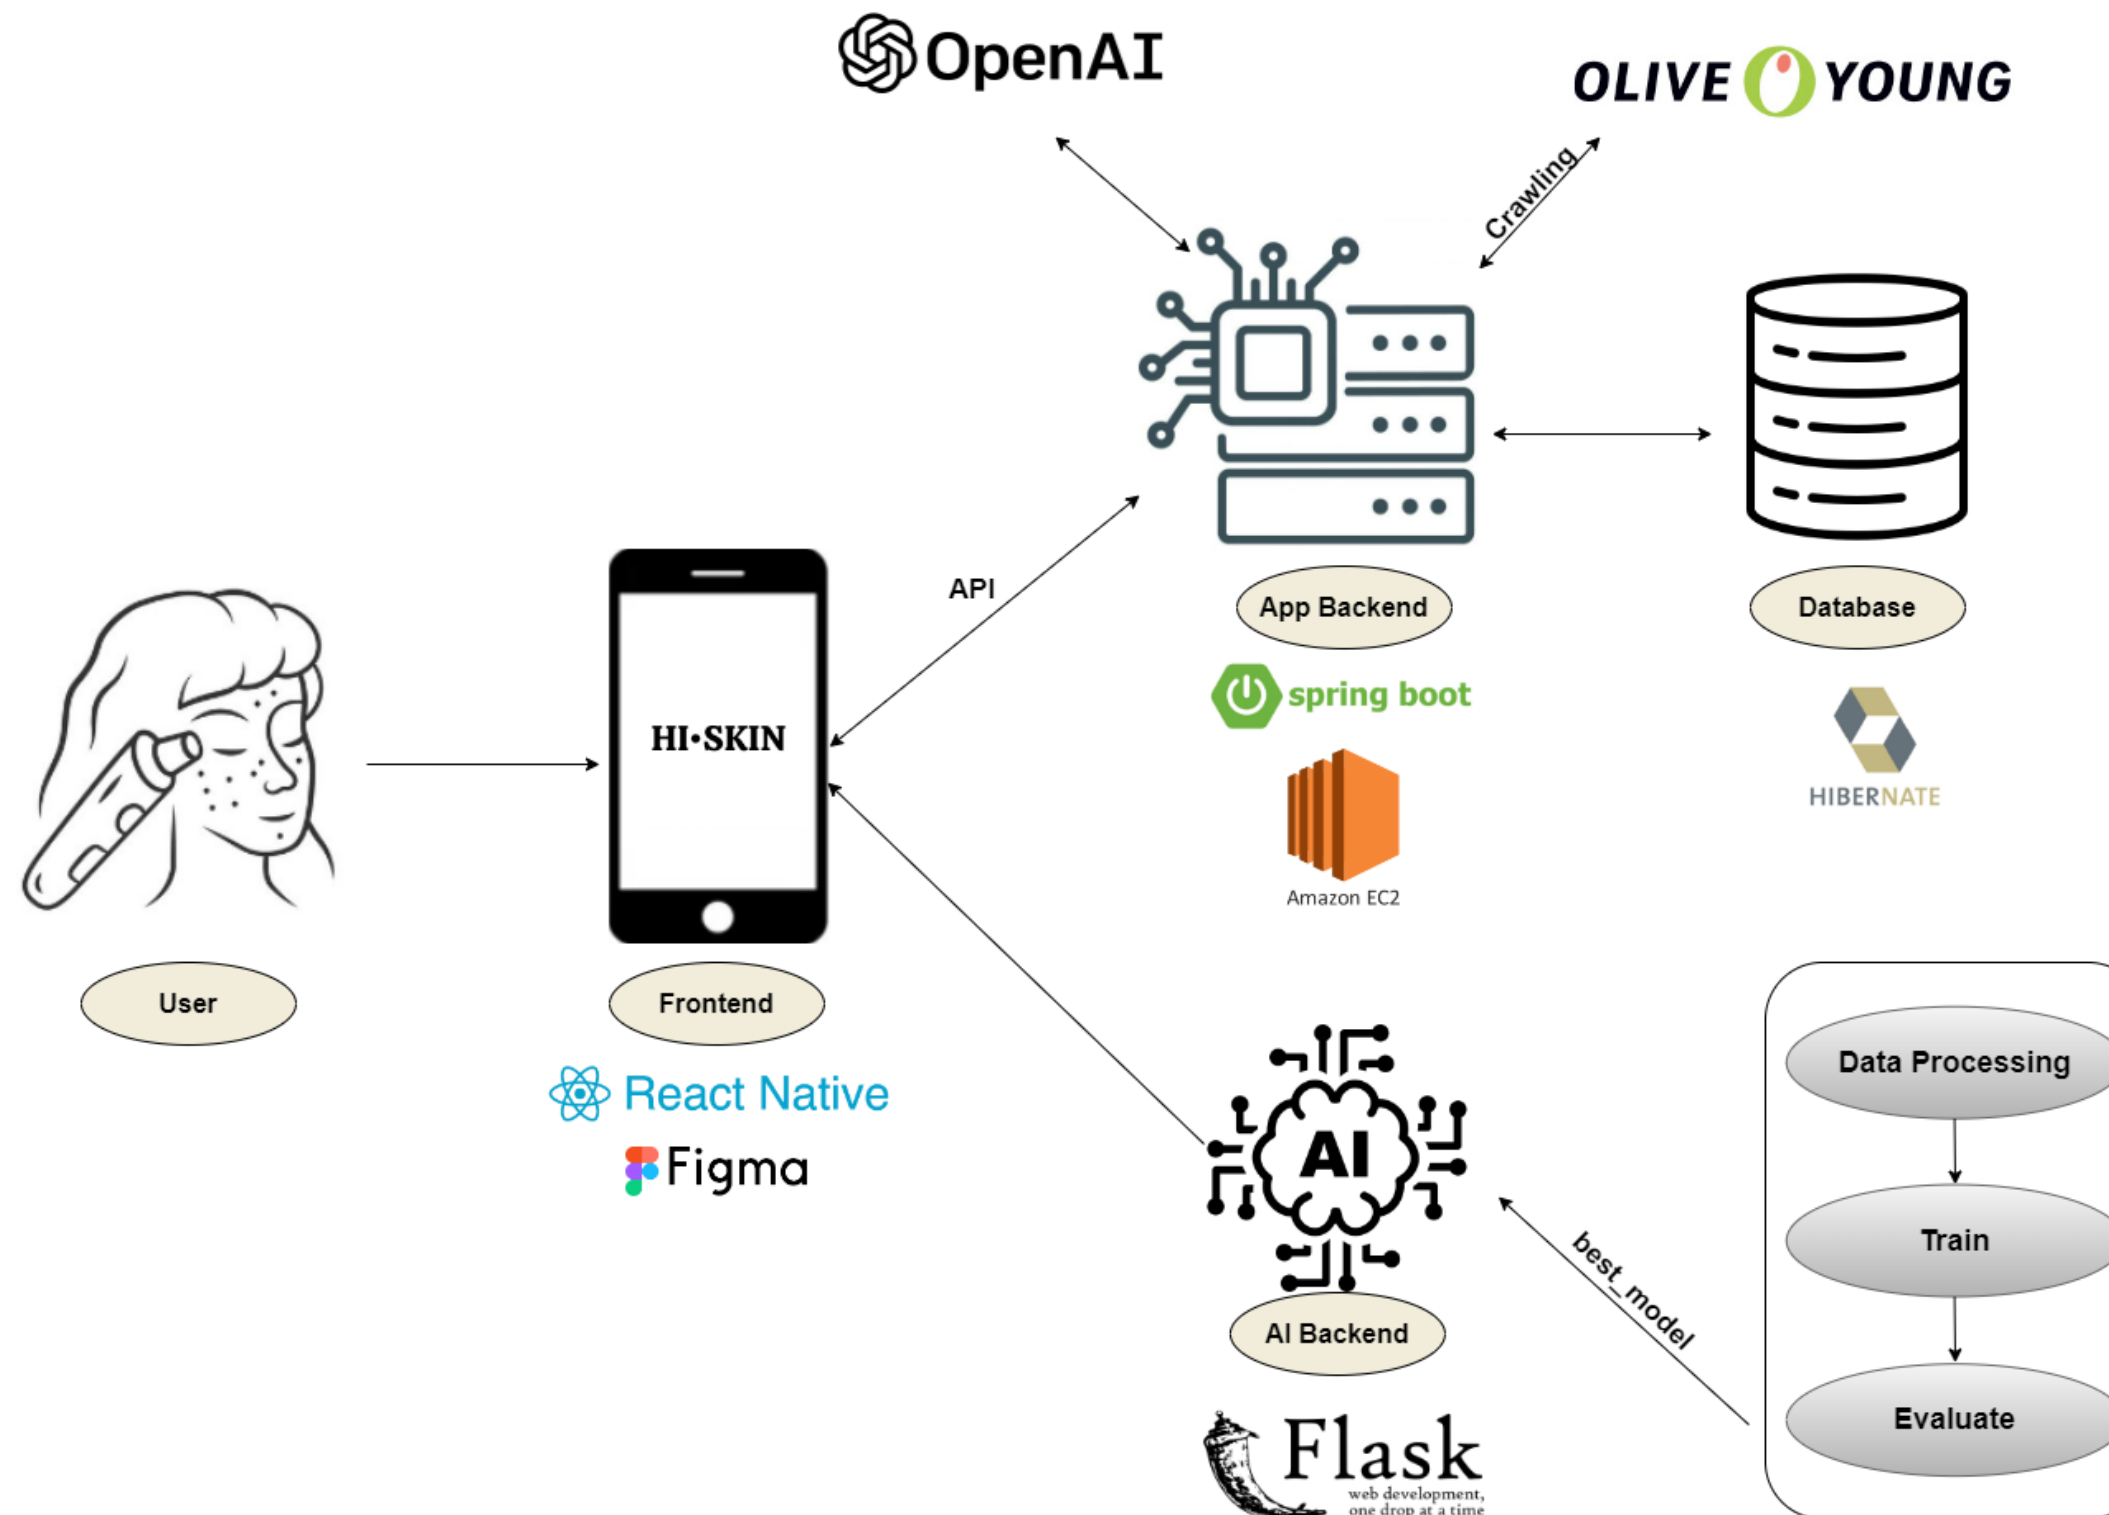 OpenAI
OLIVE YOUNG
Crawling
API
HI•SKIN
App Backend
Database
spring boot
HIBERNATE
Amazon EC2
User
Frontend
React Native
Figma
AI
AI Backend
Flask
web development,
one drop at a time
best_model
Data Processing
Train
Evaluate